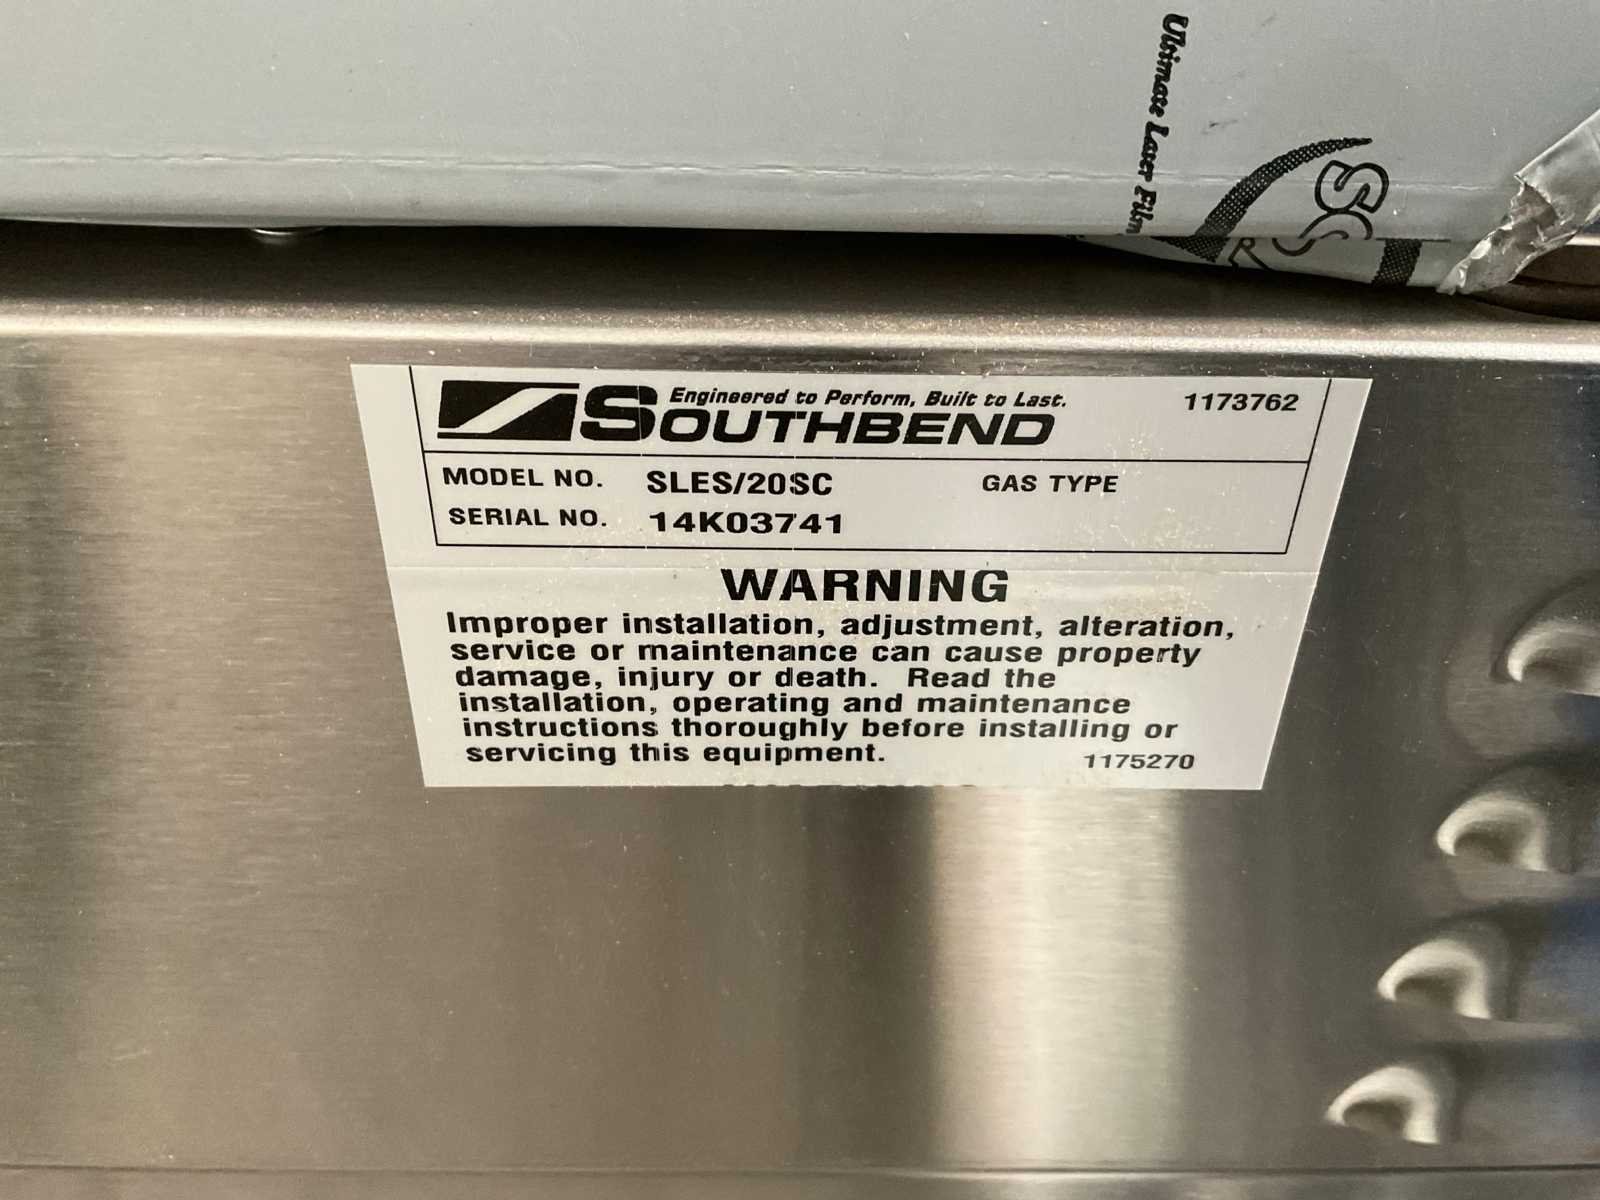 Ultimate Laser Film
Engineered to Perform, Built to Last.
SOUTHBEND
1173762
MODEL NO. SLES/20SC GAS TYPE
SERIAL NO. 14K03741
WARNING
Improper installation, adjustment, alteration,
service or maintenance can cause property
damage, injury or death. Read the
installation, operating and maintenance
instructions thoroughly before installing or
servicing this equipment.
1175270